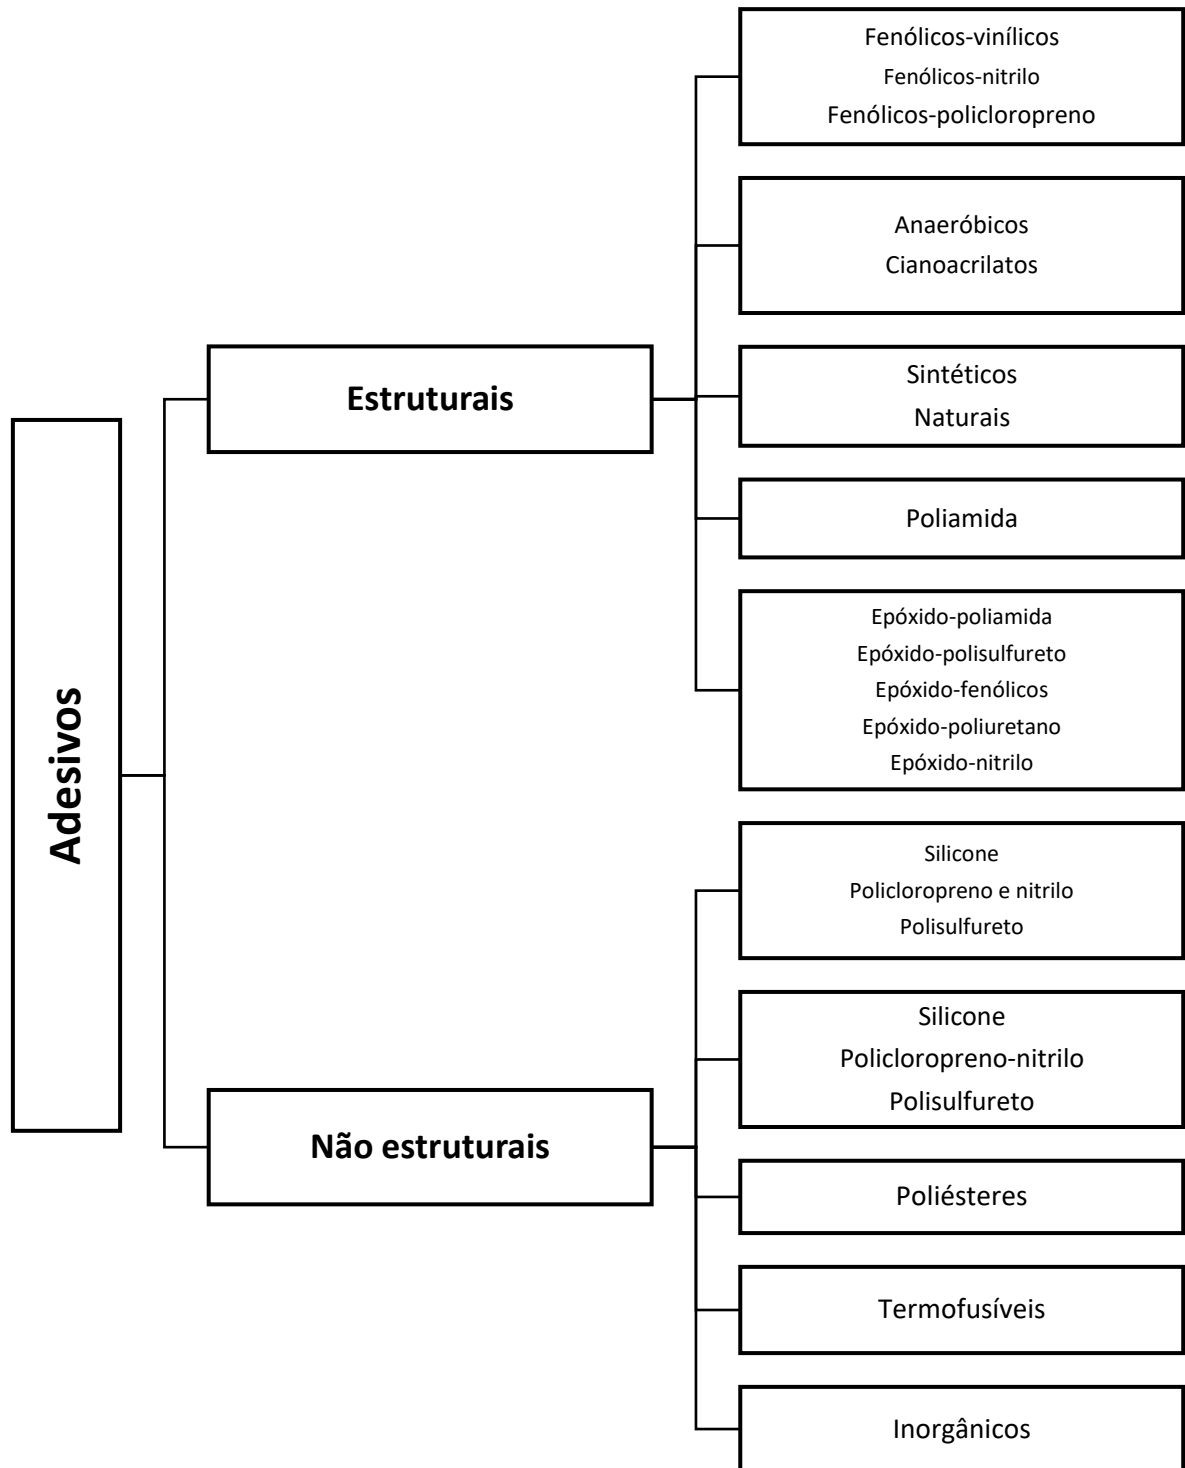 Adesivos
Estruturais
Fenólicos-vinílicos
Fenólicos-nitrilo
Fenólicos-policloropreno
Anaeróbicos
Cianoacrilatos
Sintéticos
Naturais
Poliamida
Epóxido-poliamida
Epóxido-polisulfureto
Epóxido-fenólicos
Epóxido-poliuretano
Epóxido-nitrilo
Não estruturais
Silicone
Policloropreno e nitrilo
Polisulfureto
Silicone
Policloropreno-nitrilo
Polisulfureto
Poliésteres
Termofusíveis
Inorgânicos